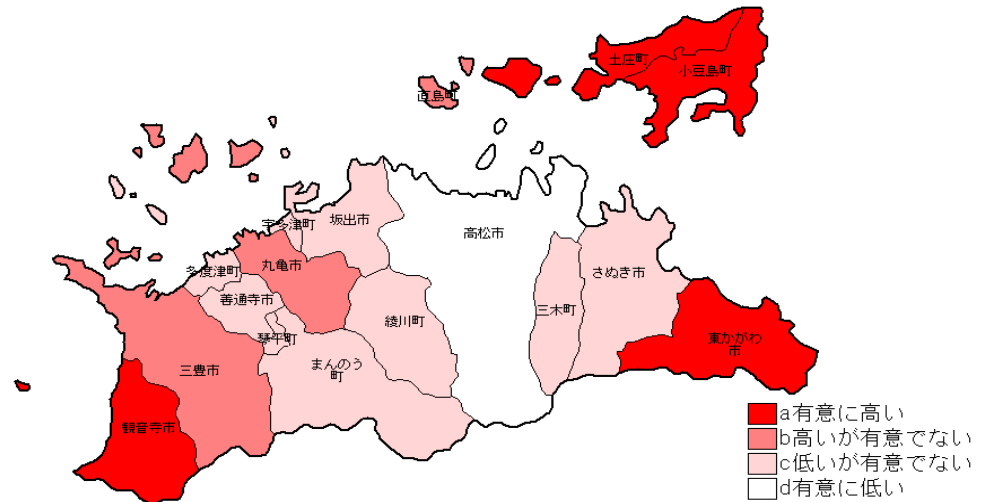 土庄町
小豆島町
直島町
宇多津町
坂出市
高松市
丸亀市
多度津町
さぬき市
善通寺市
綾川町
三木町
琴平町
東かがわ
市
まんのう
町
三豊市
観音寺市
a有意に高い
b高いが有意でない
c低いが有意でない
d有意に低い